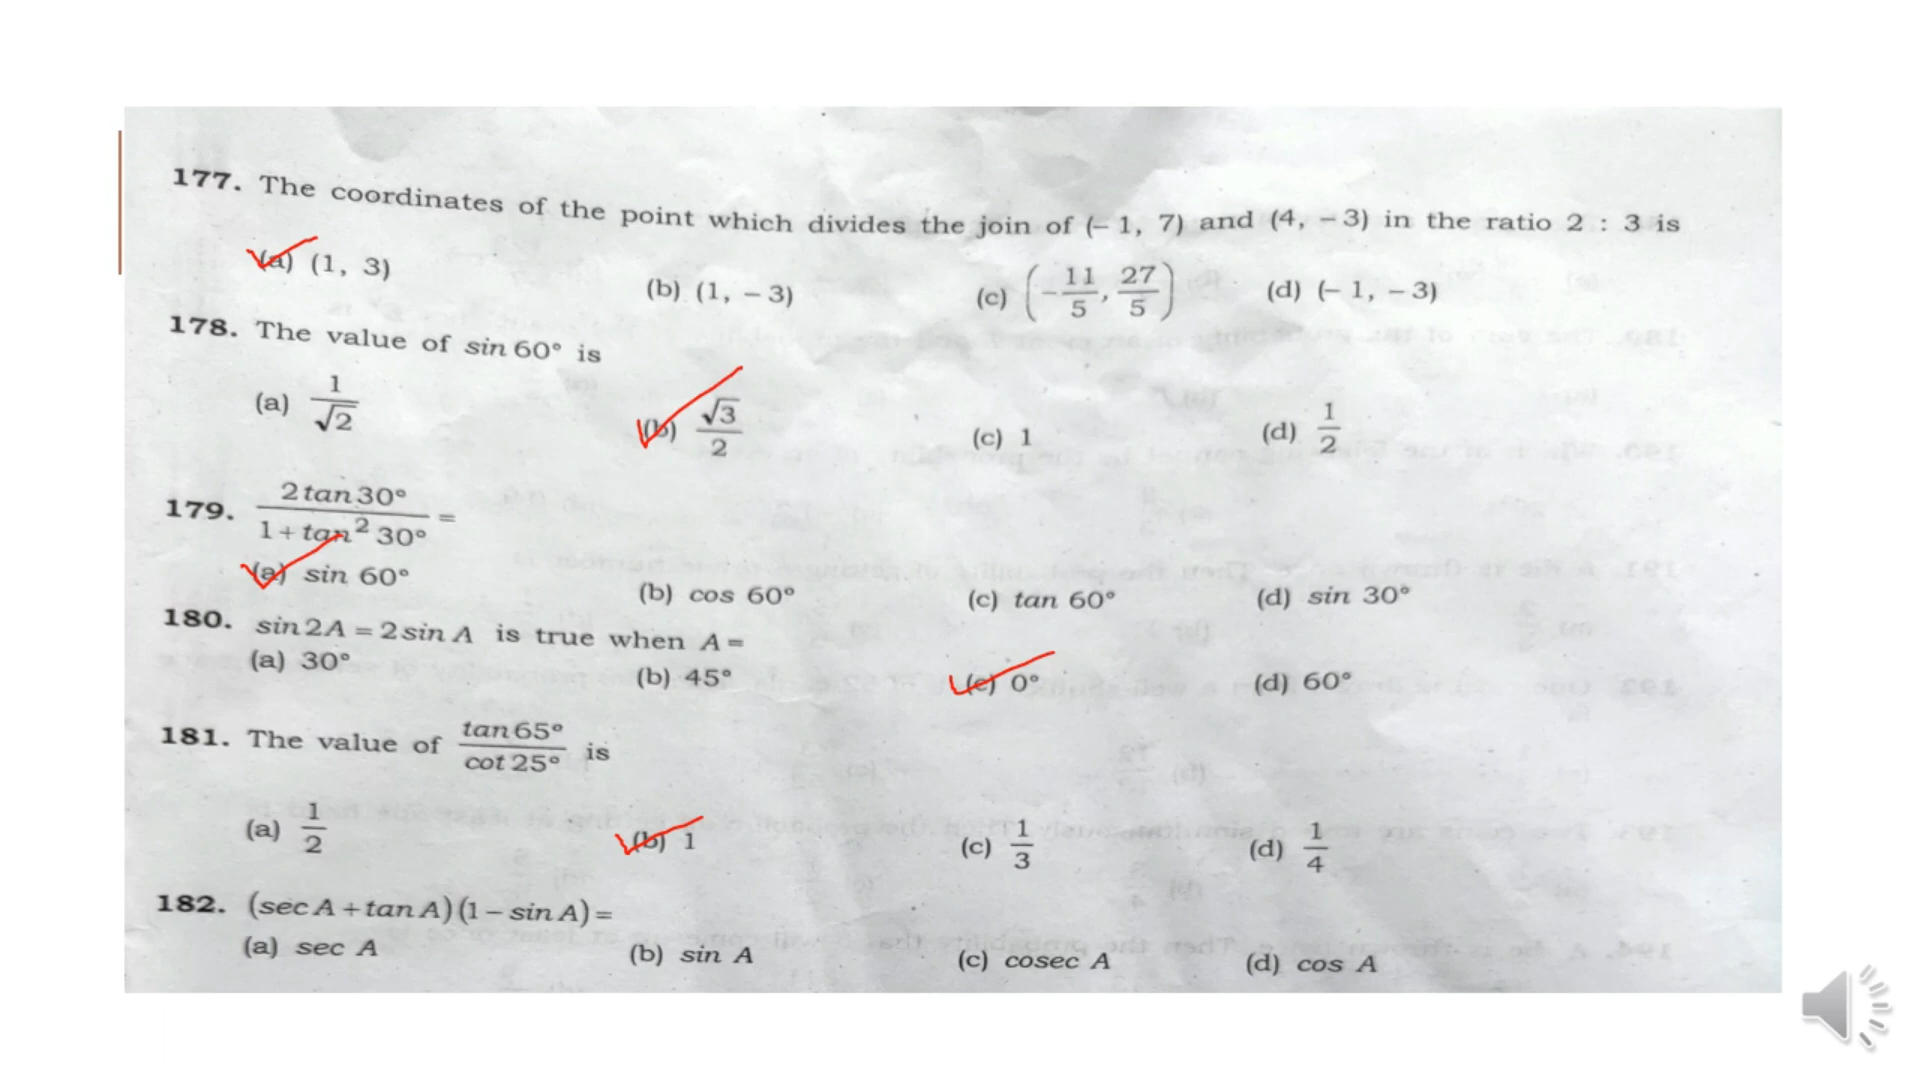 177. The coordinates of the point which divides the join of (– 1, 7) and (4, – 3) in the ratio 2 : 3 is
(a) (1, 3) (b) (1, – 3) (c) (–11/5, 27/5) (d) (– 1, – 3)
178. The value of sin 60° is
(a) 1/√2 (b) √3/2 (c) 1 (d) 1/2
179. 2 tan 30° / 1 + tan² 30° =
(a) sin 60° (b) cos 60° (c) tan 60° (d) sin 30°
180. sin 2A = 2 sin A is true when A =
(a) 30° (b) 45° (c) 0° (d) 60°
181. The value of tan 65° / cot 25° is
(a) 1/2 (b) 1 (c) 1/3 (d) 1/4
182. (sec A + tan A) (1 – sin A) =
(a) sec A (b) sin A (c) cosec A (d) cos A